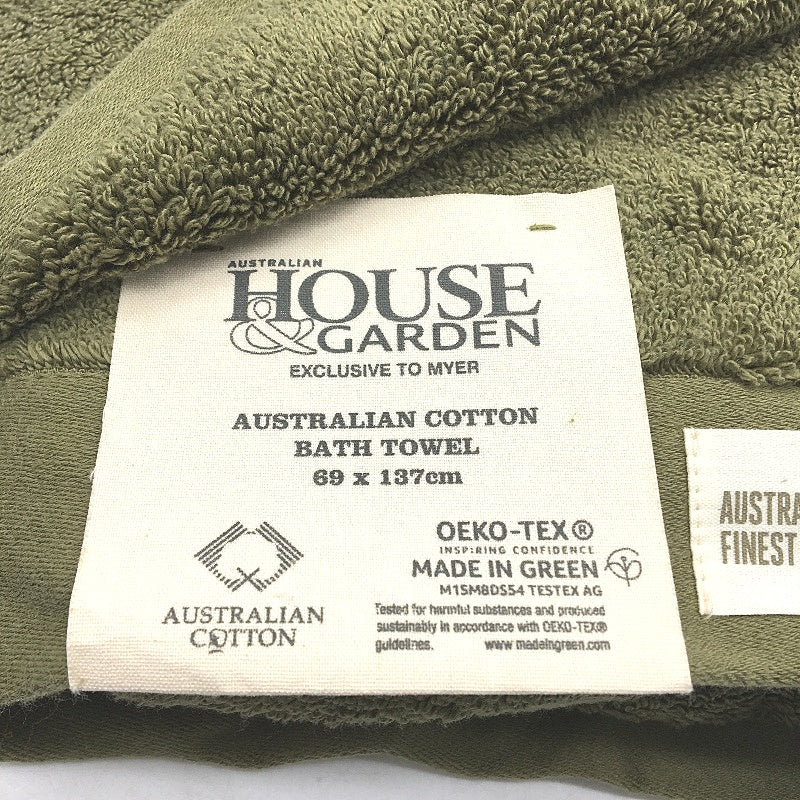 AUSTRALIAN
HOUSE
& GARDEN
EXCLUSIVE TO MYER
AUSTRALIAN COTTON
BATH TOWEL
69 x 137cm
AUSTRALIAN
COTTON
OEKO-TEX®
INSPIRING CONFIDENCE
MADE IN GREEN
M1SM8DS54 TESTEX AG
Tested for harmful substances and produced
sustainably in accordance with OEKO-TEX®
guidelines. www.madeingreen.com
AUSTRA
FINEST